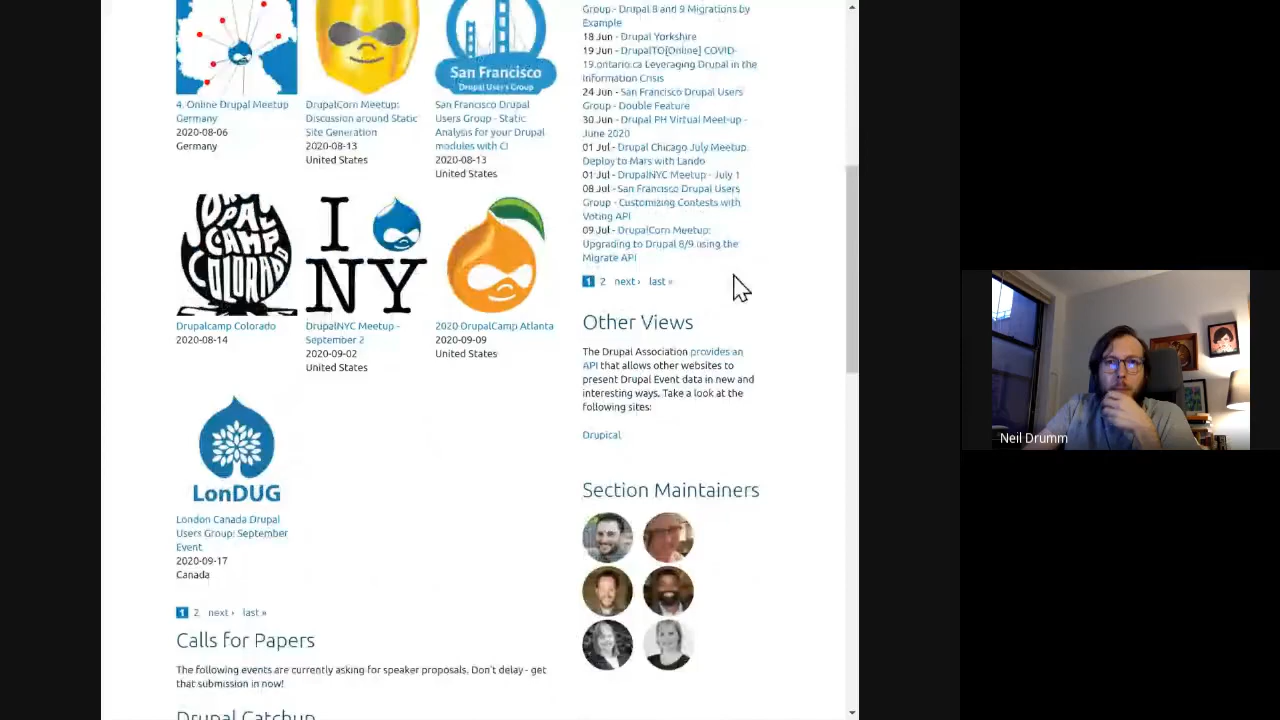 San Francisco
Drupal User's Group
4. Online Drupal Meetup
Germany
2020-08-06
Germany
DrupalCorn Meetup:
Discussion around Static
Site Generation
2020-08-13
United States
San Francisco Drupal
Users Group - Static
Analysis for your Drupal
modules with CI
2020-08-13
United States
DRUPAL
CAMP
COLORADO
I
NY
Drupalcamp Colorado
2020-08-14
DrupalNYC Meetup -
September 2
2020-09-02
United States
2020 DrupalCamp Atlanta
2020-09-09
United States
LonDUG
London Canada Drupal
Users Group: September
Event
2020-09-17
Canada
1 2 next › last »
Calls for Papers
The following events are currently asking for speaker proposals. Don't delay - get
that submission in now!
Drupal Catchup
Group - Drupal 8 and 9 Migrations by
Example
18 Jun - Drupal Yorkshire
19 Jun - DrupalTO[Online] COVID-
19.ontario.ca Leveraging Drupal in the
Information Crisis
24 Jun - San Francisco Drupal Users
Group - Double Feature
30 Jun - Drupal PH Virtual Meet-up -
June 2020
01 Jul - Drupal Chicago July Meetup:
Deploy to Mars with Lando
01 Jul - DrupalNYC Meetup - July 1
08 Jul - San Francisco Drupal Users
Group - Customizing Contests with
Voting API
09 Jul - DrupalCorn Meetup:
Upgrading to Drupal 8/9 using the
Migrate API
1 2 next › last »
Other Views
The Drupal Association provides an
API that allows other websites to
present Drupal Event data in new and
interesting ways. Take a look at the
following sites:
Drupical
Section Maintainers
Neil Drumm